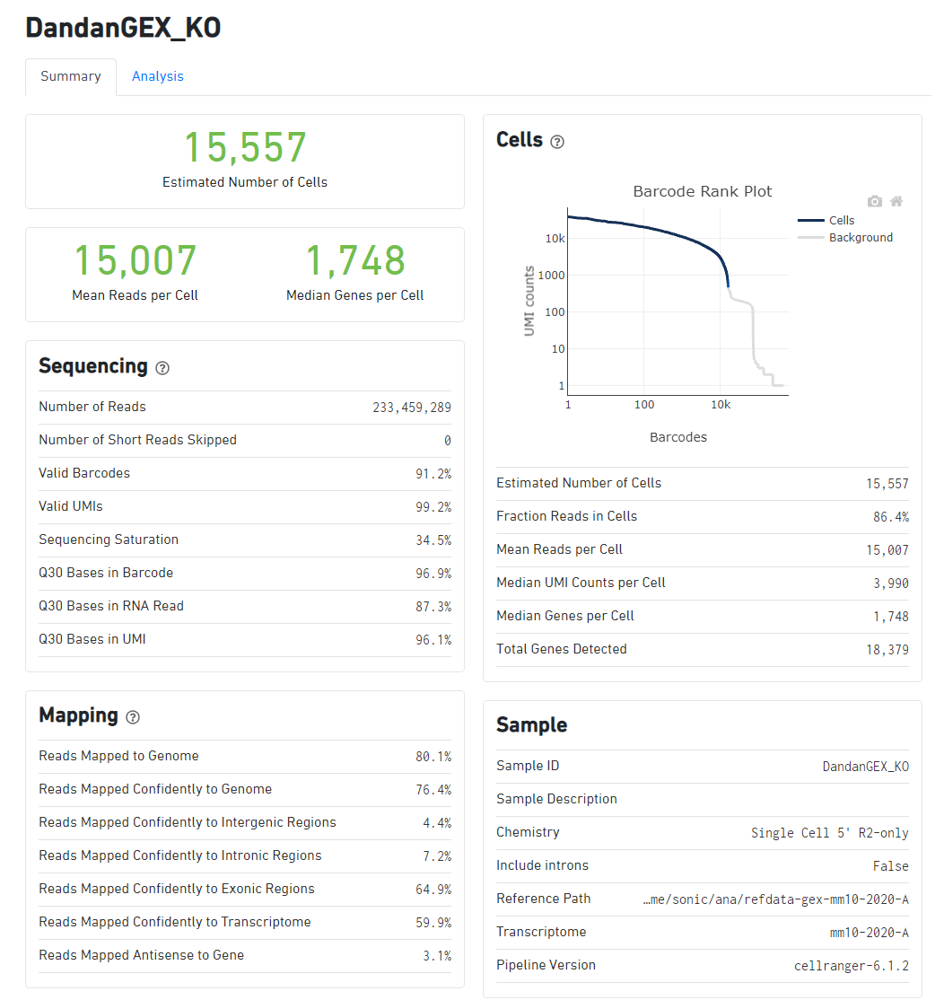 DandanGEX_KO
Summary
Analysis
15,557
Estimated Number of Cells
15,007
Mean Reads per Cell
1,748
Median Genes per Cell
Sequencing ?
Number of Reads 233,459,289
Number of Short Reads Skipped 0
Valid Barcodes 91.2%
Valid UMIs 99.2%
Sequencing Saturation 34.5%
Q30 Bases in Barcode 96.9%
Q30 Bases in RNA Read 87.3%
Q30 Bases in UMI 96.1%
Mapping ?
Reads Mapped to Genome 80.1%
Reads Mapped Confidently to Genome 76.4%
Reads Mapped Confidently to Intergenic Regions 4.4%
Reads Mapped Confidently to Intronic Regions 7.2%
Reads Mapped Confidently to Exonic Regions 64.9%
Reads Mapped Confidently to Transcriptome 59.9%
Reads Mapped Antisense to Gene 3.1%
Cells ?
Barcode Rank Plot
Cells
Background
10k
1000
100
10
1
UMI counts
1 100 10k
Barcodes
Estimated Number of Cells 15,557
Fraction Reads in Cells 86.4%
Mean Reads per Cell 15,007
Median UMI Counts per Cell 3,990
Median Genes per Cell 1,748
Total Genes Detected 18,379
Sample
Sample ID DandanGEX_KO
Sample Description
Chemistry Single Cell 5' R2-only
Include introns False
Reference Path …me/sonic/ana/refdata-gex-mm10-2020-A
Transcriptome mm10-2020-A
Pipeline Version cellranger-6.1.2